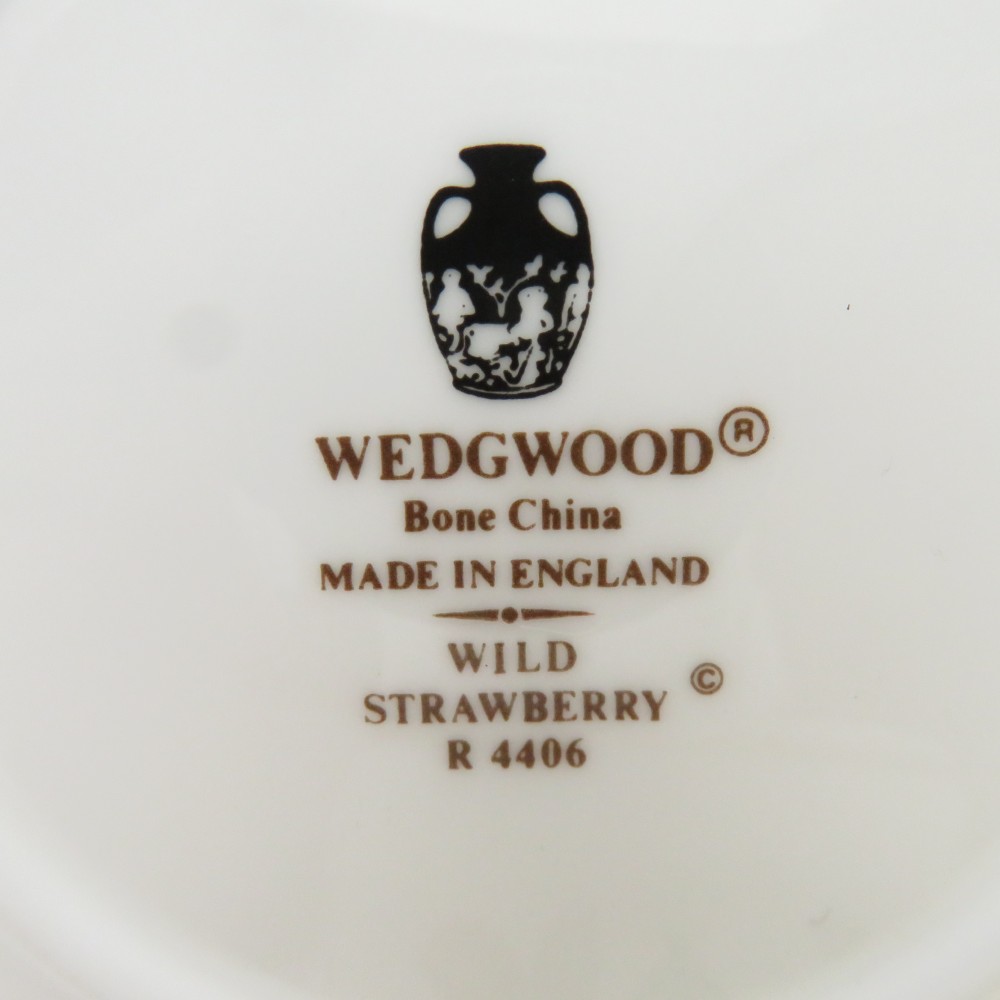 WEDGWOOD®
Bone China
MADE IN ENGLAND
WILD
STRAWBERRY ©
R 4406